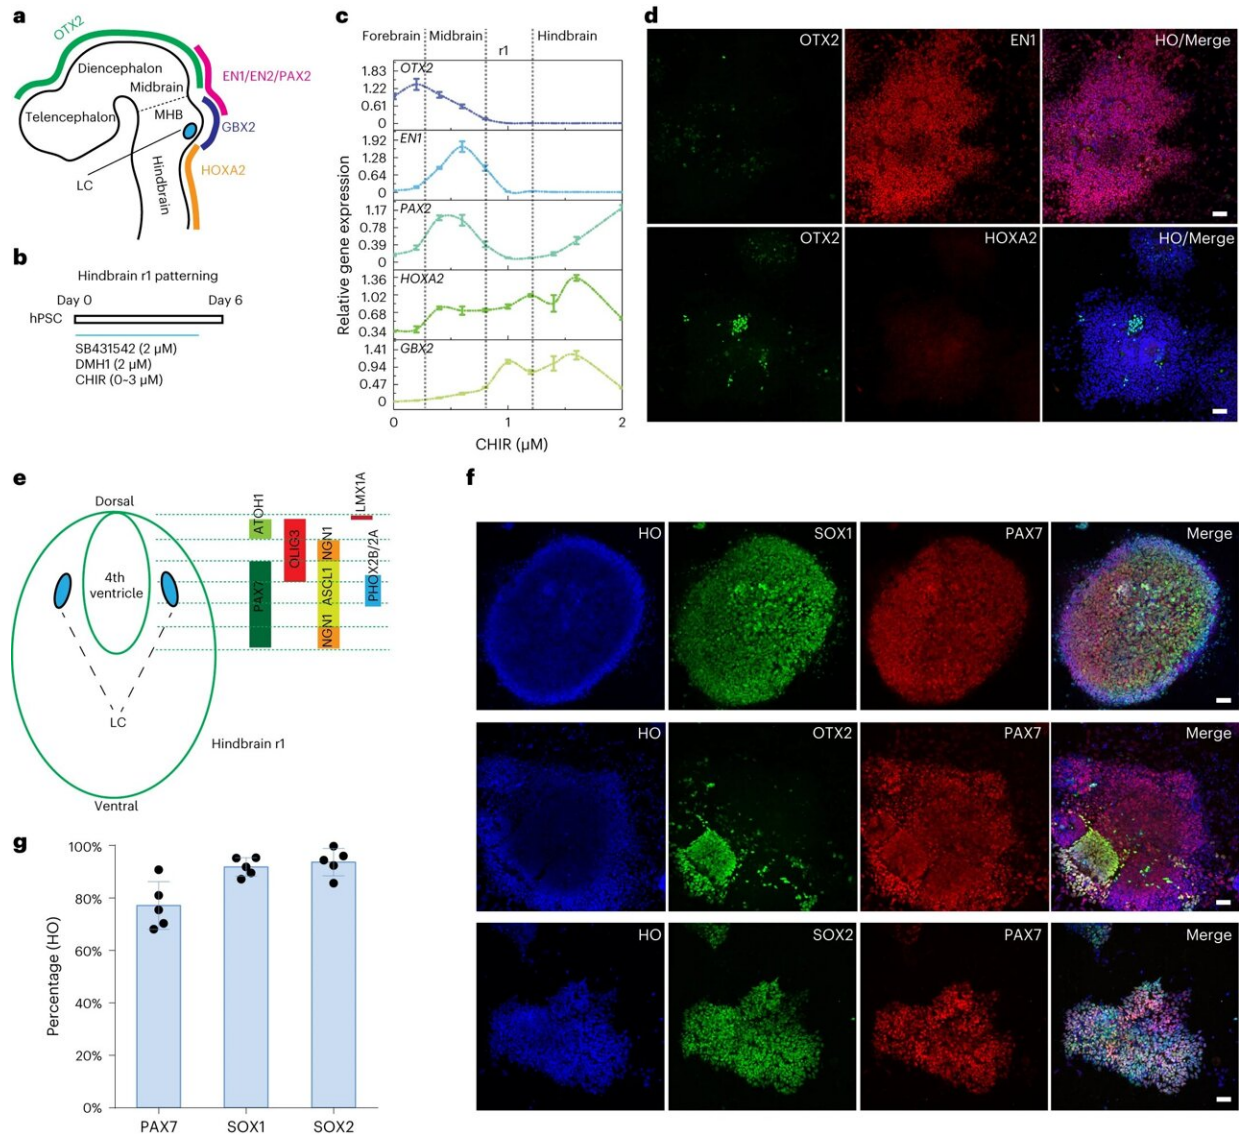 a
OTX2
Diencephalon
Midbrain
EN1/EN2/PAX2
Telencephalon
MHB
GBX2
HOXA2
LC
Hindbrain
b
Hindbrain r1 patterning
Day 0
Day 6
hPSC
SB431542 (2 µM)
DMH1 (2 µM)
CHIR (0–3 µM)
c
Forebrain
Midbrain
r1
Hindbrain
Relative gene expression
OTX2
1.83
1.22
0.61
0
EN1
1.92
1.28
0.64
0
PAX2
1.17
0.78
0.39
0
HOXA2
1.36
1.02
0.68
0.34
GBX2
1.41
0.94
0.47
0
0
1
2
CHIR (µM)
d
OTX2
EN1
HO/Merge
OTX2
HOXA2
HO/Merge
e
Dorsal
4th
ventricle
LC
Hindbrain r1
Ventral
ATOH1
PAX7
OLIG3
NGN1
ASCL1
NGN1
LMX1A
PHOX2B/2A
f
HO
SOX1
PAX7
Merge
HO
OTX2
PAX7
Merge
HO
SOX2
PAX7
Merge
g
Percentage (HO)
100%
80%
60%
40%
20%
0%
PAX7
SOX1
SOX2